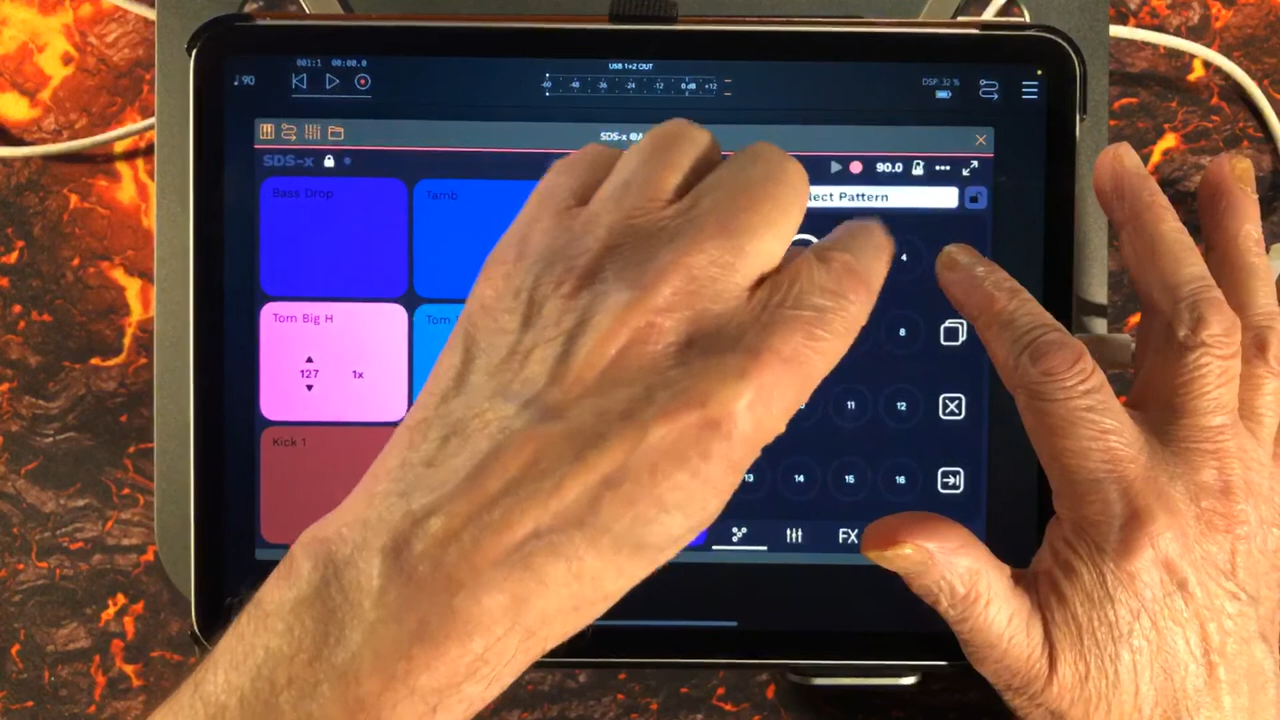 001:1 00:00.0
♩90
USB 1+2 OUT
-60 -48 -36 -24 -12 0 dB +12
DSP: 32 %
SDS-x
SDS-x
90.0
Bass Drop
Tamb
Pattern
4
Tom Big H
Tom
8
127 1x
11 12
Kick 1
13 14 15 16
FX